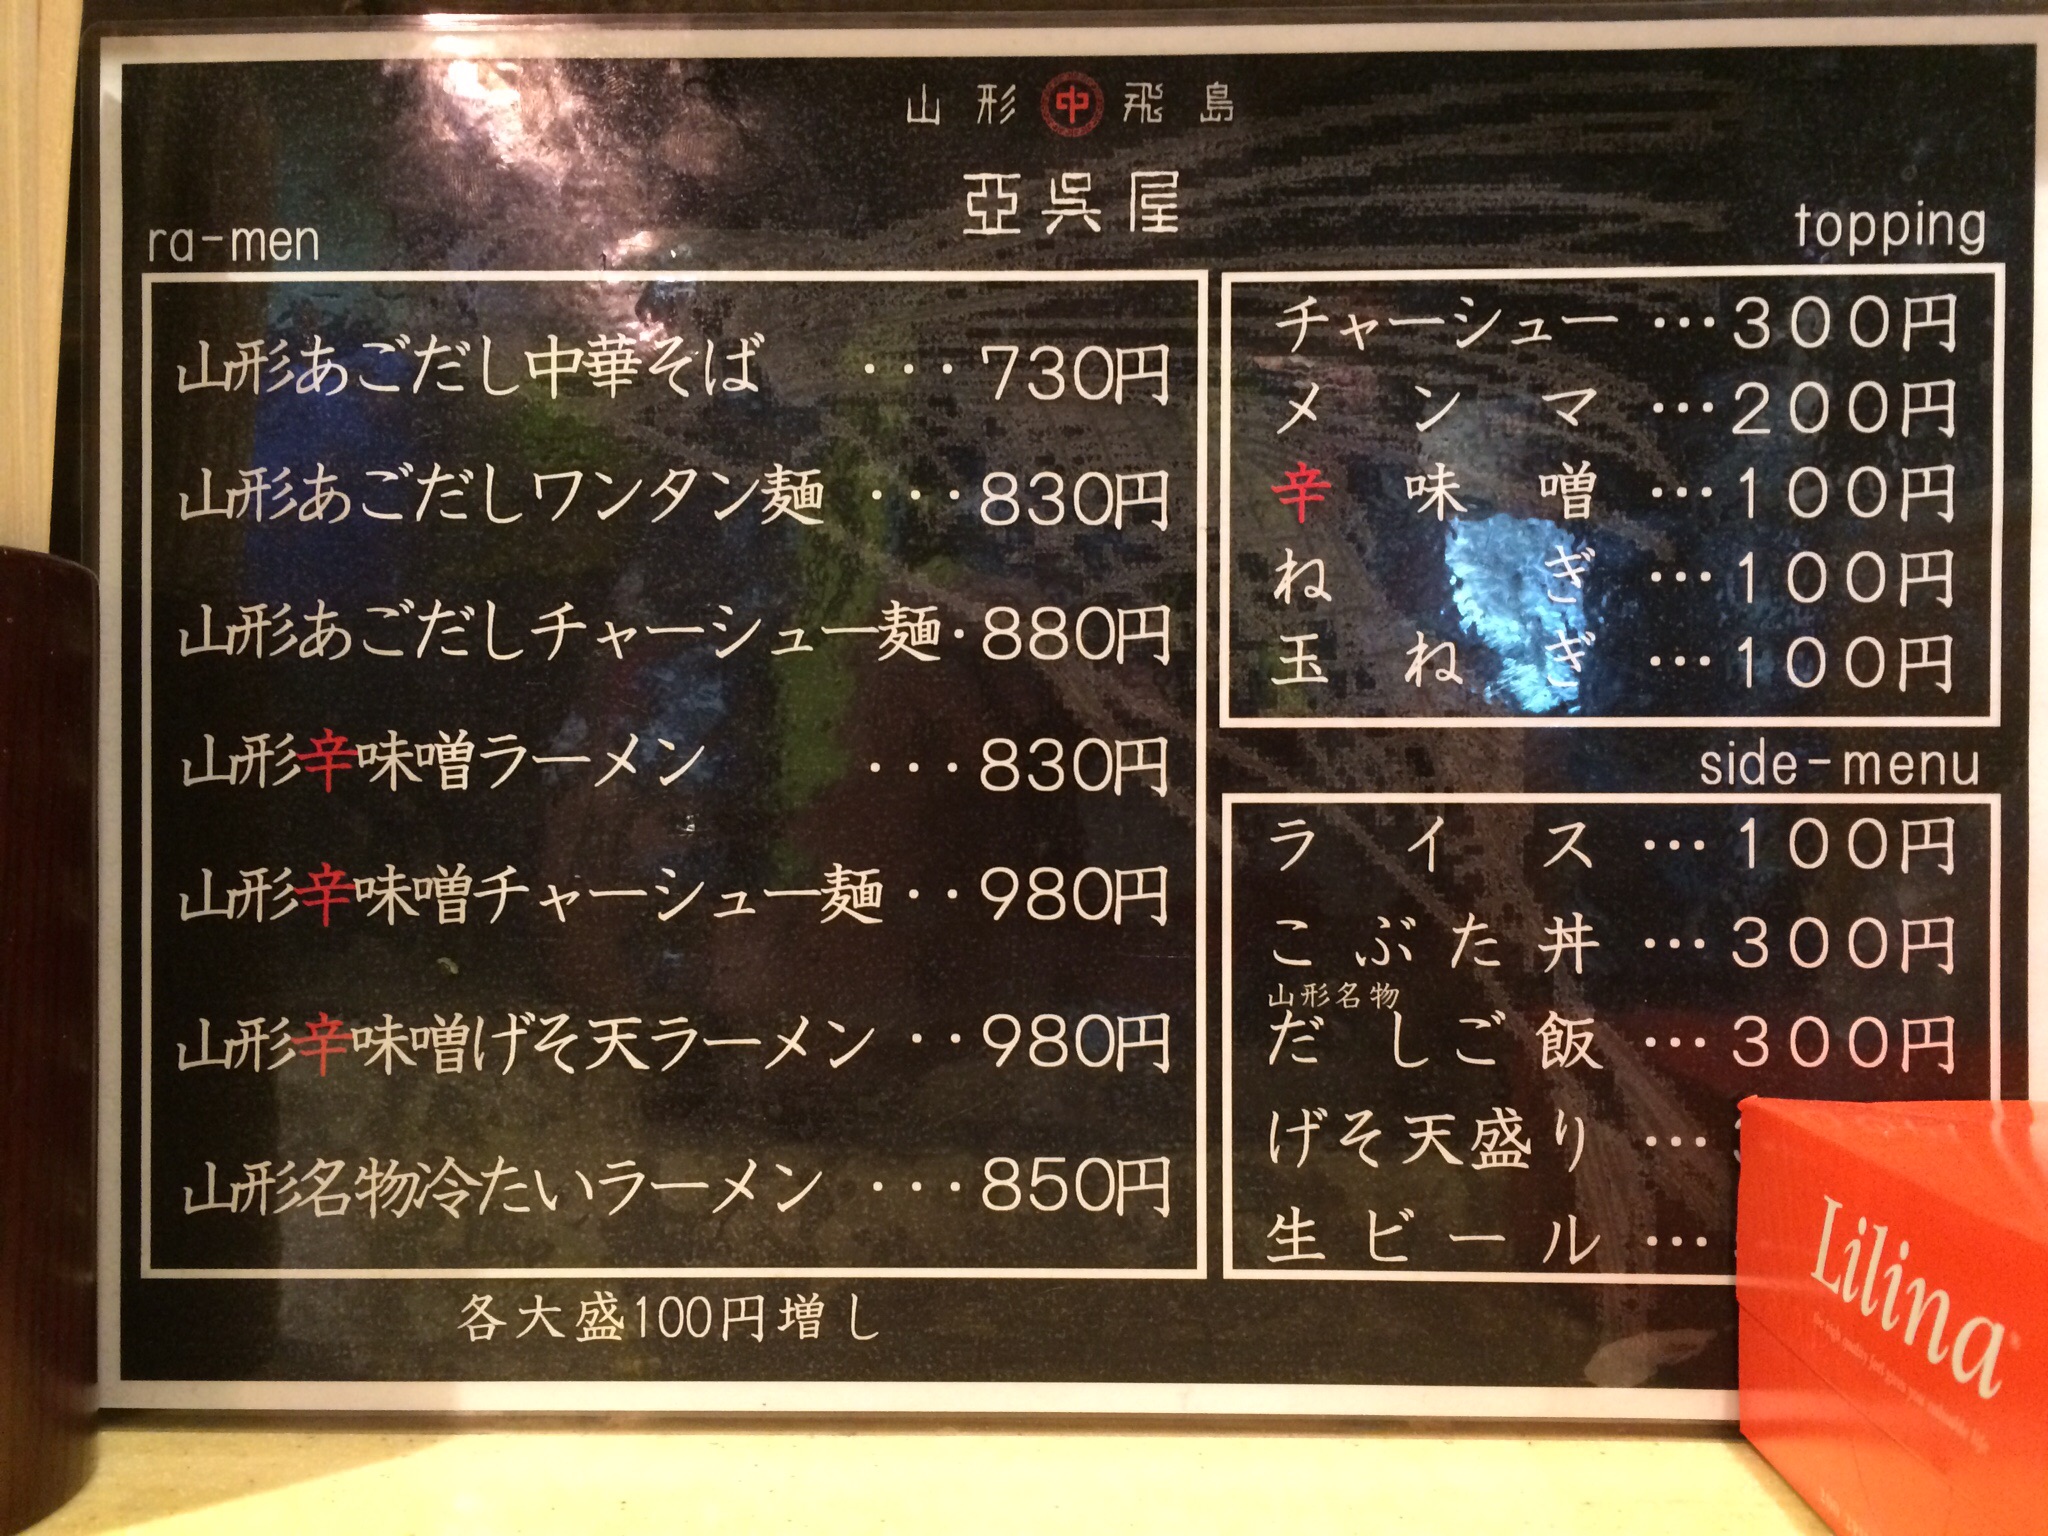 山形 中 飛島
亞呉屋
ra-men
山形あごだし中華そば ・・・730円
山形あごだしワンタン麺 ・・・830円
山形あごだしチャーシュー麺・880円
山形辛味噌ラーメン ・・・830円
山形辛味噌チャーシュー麺・・980円
山形辛味噌げそ天ラーメン・・980円
山形名物冷たいラーメン・・・850円
各大盛100円増し
topping
チャーシュー…300円
メンマ…200円
辛味噌…100円
ねぎ…100円
玉ねぎ…100円
side-menu
ライス…100円
こぶた丼…300円
山形名物
だしご飯…300円
げそ天盛り…
生ビール…
Lilina